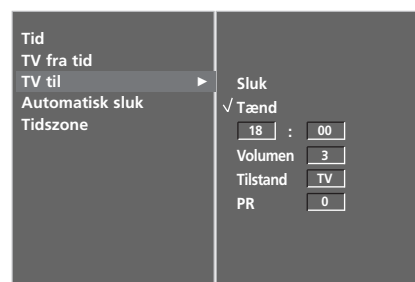 Tid
TV fra tid
TV til ►
Automatisk sluk
Tidszone
Sluk
√ Tænd
18 : 00
Volumen 3
Tilstand TV
PR 0